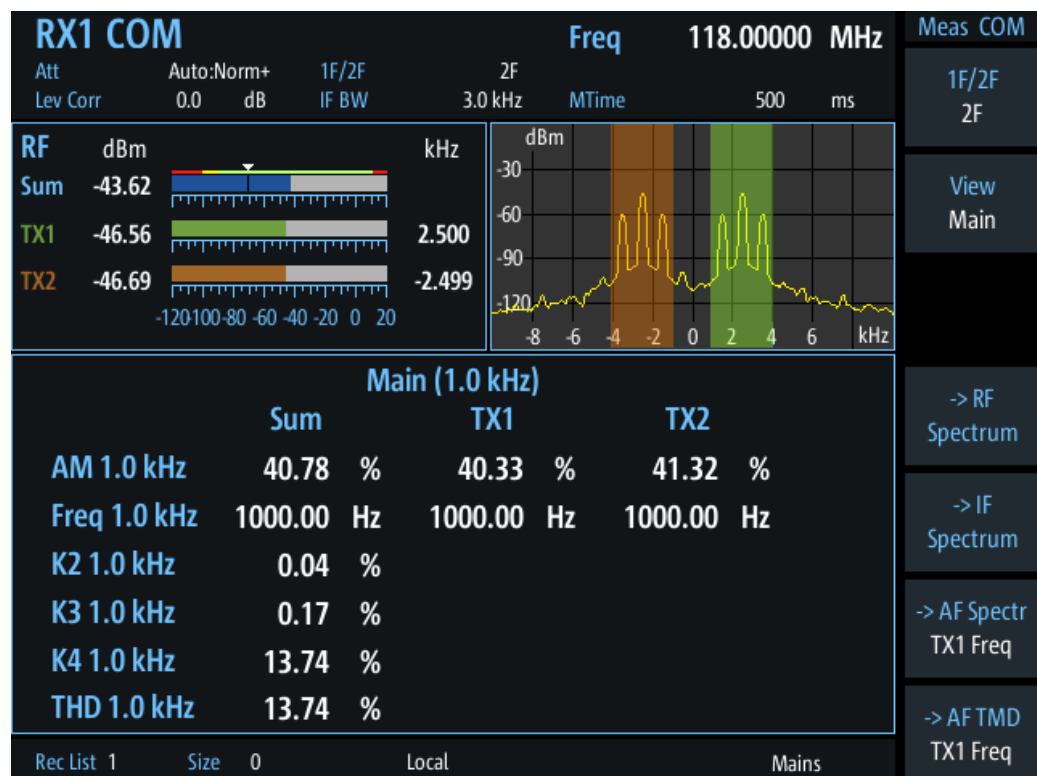 RX1 COM Freq 118.00000 MHz
Att Auto:Norm+ 1F/2F 2F
Lev Corr 0.0 dB IF BW 3.0 kHz MTime 500 ms
RF dBm kHz
Sum -43.62
TX1 -46.56 2.500
TX2 -46.69 -2.499
-120 -100 -80 -60 -40 -20 0 20
dBm
-30
-60
-90
-120
-8 -6 -4 -2 0 2 4 6 kHz
Main (1.0 kHz)
Sum TX1 TX2
AM 1.0 kHz 40.78 % 40.33 % 41.32 %
Freq 1.0 kHz 1000.00 Hz 1000.00 Hz 1000.00 Hz
K2 1.0 kHz 0.04 %
K3 1.0 kHz 0.17 %
K4 1.0 kHz 13.74 %
THD 1.0 kHz 13.74 %
Rec List 1 Size 0 Local Mains
Meas COM
1F/2F
2F
View
Main
-> RF
Spectrum
-> IF
Spectrum
-> AF Spectr
TX1 Freq
-> AF TMD
TX1 Freq